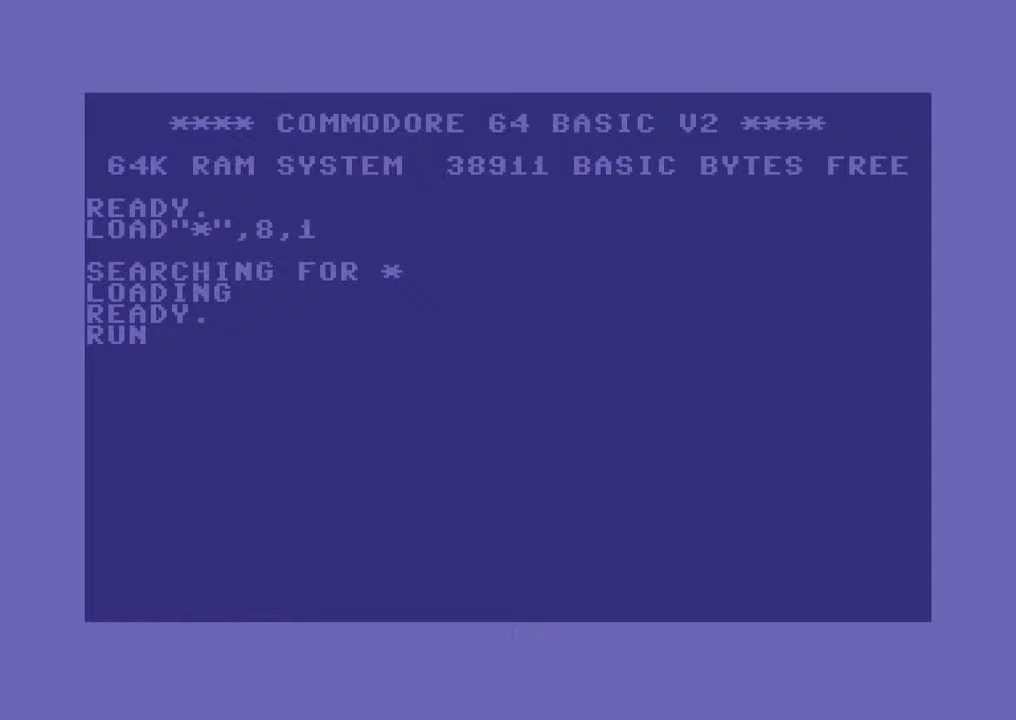 **** COMMODORE 64 BASIC V2 ****
64K RAM SYSTEM  38911 BASIC BYTES FREE
READY.
LOAD"*",8,1
SEARCHING FOR *
LOADING
READY.
RUN